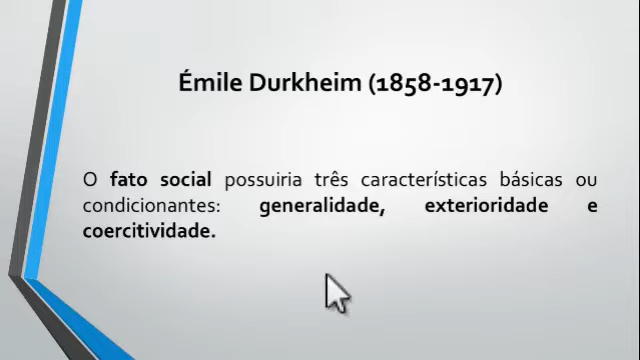 Émile Durkheim (1858-1917)
O fato social possuiria três características básicas ou
condicionantes: generalidade, exterioridade e
coercitividade.